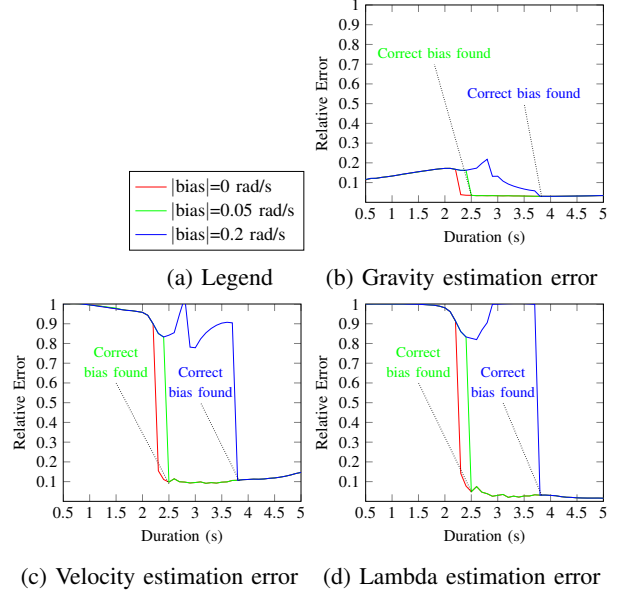 1
0.9
0.8
0.7
0.6
0.5
0.4
0.3
0.2
0.1
Relative Error
Correct bias found
Correct bias found
0.5 1 1.5 2 2.5 3 3.5 4 4.5 5
Duration (s)
|bias|=0 rad/s
|bias|=0.05 rad/s
|bias|=0.2 rad/s
(a) Legend
(b) Gravity estimation error
1
0.9
0.8
0.7
0.6
0.5
0.4
0.3
0.2
0.1
Relative Error
Correct
bias found
Correct
bias found
0.5 1 1.5 2 2.5 3 3.5 4 4.5 5
Duration (s)
(c) Velocity estimation error
1
0.9
0.8
0.7
0.6
0.5
0.4
0.3
0.2
0.1
Relative Error
Correct
bias found
Correct
bias found
0.5 1 1.5 2 2.5 3 3.5 4 4.5 5
Duration (s)
(d) Lambda estimation error